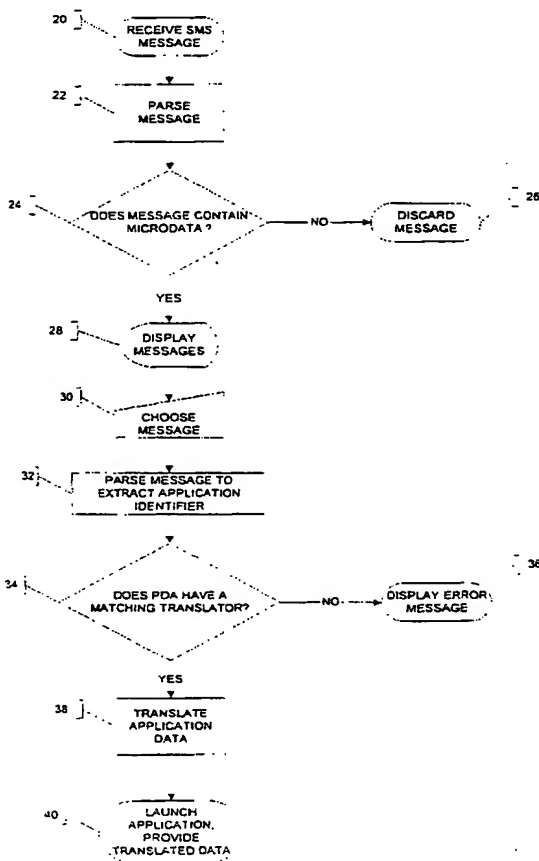 20
RECEIVE SMS
MESSAGE
22
PARSE
MESSAGE
24
DOES MESSAGE CONTAIN
MICRODATA?
NO
DISCARD
MESSAGE
26
YES
28
DISPLAY
MESSAGES
30
CHOOSE
MESSAGE
32
PARSE MESSAGE TO
EXTRACT APPLICATION
IDENTIFIER
34
DOES PDA HAVE A
MATCHING TRANSLATOR?
NO
DISPLAY ERROR
MESSAGE
36
YES
38
TRANSLATE
APPLICATION
DATA
40
LAUNCH
APPLICATION,
PROVIDE
TRANSLATED DATA